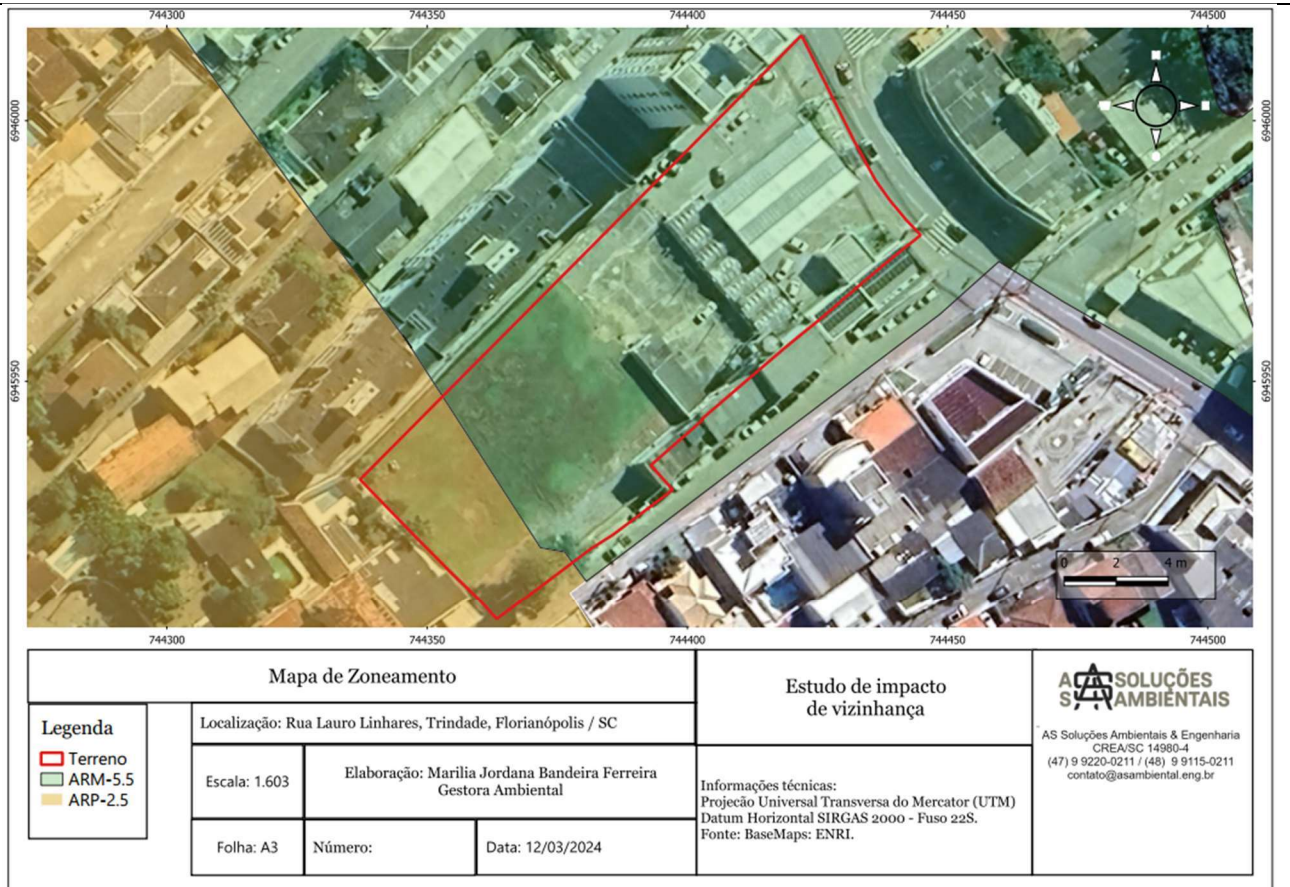 744300 744350 744400 744450 744500
6946000 6946000
6945950 6945950
0 2 4 m
744300 744350 744400 744450 744500
Mapa de Zoneamento
Legenda
Terreno
ARM-5.5
ARP-2.5
Localização: Rua Lauro Linhares, Trindade, Florianópolis / SC
Escala: 1.603
Elaboração: Marilia Jordana Bandeira Ferreira
Gestora Ambiental
Folha: A3
Número:
Data: 12/03/2024
Estudo de impacto
de vizinhança
Informações técnicas:
Projecão Universal Transversa do Mercator (UTM)
Datum Horizontal SIRGAS 2000 - Fuso 22S.
Fonte: BaseMaps: ENRI.
AS SOLUÇÕES
AMBIENTAIS
AS Soluções Ambientais & Engenharia
CREA/SC 14980-4
(47) 9 9220-0211 / (48) 9 9115-0211
contato@asambiental.eng.br